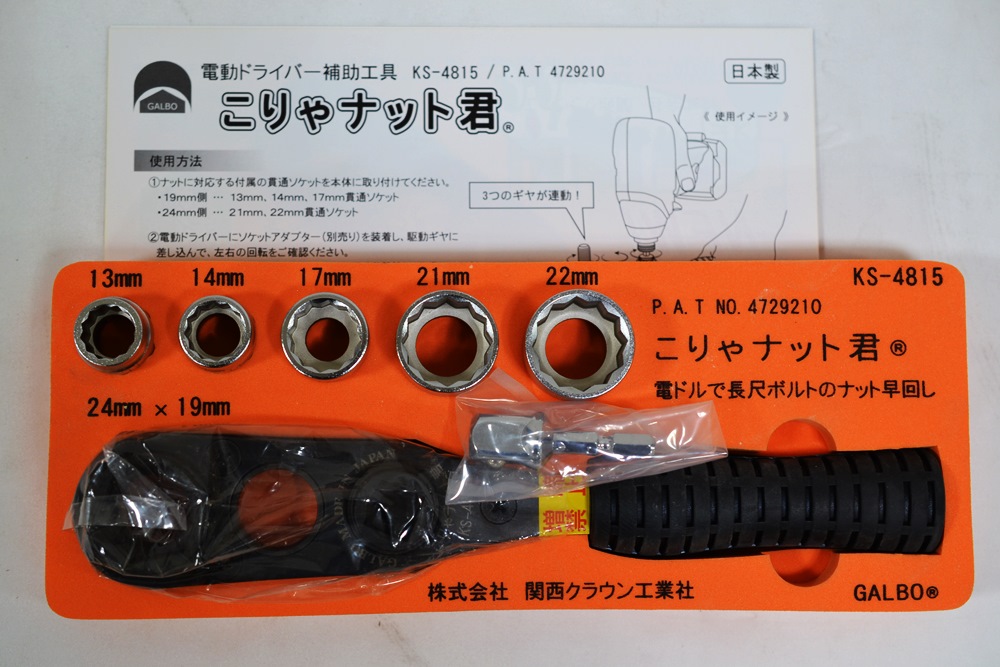 電動ドライバー補助工具 KS-4815 / P.A.T 4729210
日本製
GALBO
こりゃナット君®
《 使用イメージ 》
使用方法
①ナットに対応する付属の貫通ソケットを本体に取り付けてください。
・19mm側 … 13mm、14mm、17mm貫通ソケット
・24mm側 … 21mm、22mm貫通ソケット
3つのギヤが連動！
②電動ドライバーにソケットアダプター(別売り)を装着し、駆動ギヤに
差し込んで、左右の回転をご確認ください。
13mm 14mm 17mm 21mm 22mm
KS-4815
P.A.T NO.4729210
こりゃナット君®
電ドルで長尺ボルトのナット早回し
24mm × 19mm
JAPAN
株式会社 関西クラウン工業社
GALBO®